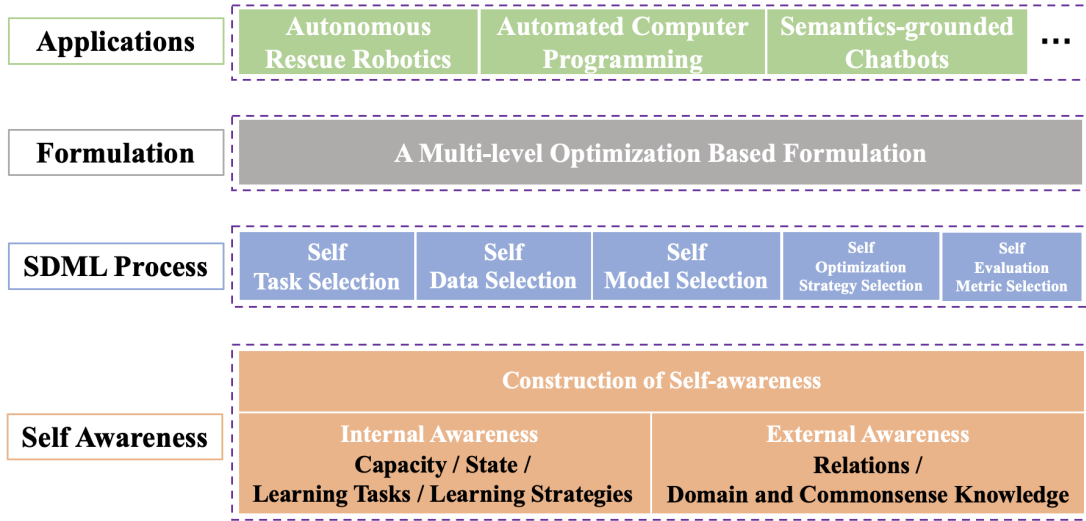 Applications
Autonomous
Rescue Robotics
Automated Computer
Programming
Semantics-grounded
Chatbots
...
Formulation
A Multi-level Optimization Based Formulation
SDML Process
Self
Task Selection
Self
Data Selection
Self
Model Selection
Self
Optimization
Strategy Selection
Self
Evaluation
Metric Selection
Self Awareness
Construction of Self-awareness
Internal Awareness
Capacity / State /
Learning Tasks / Learning Strategies
External Awareness
Relations /
Domain and Commonsense Knowledge